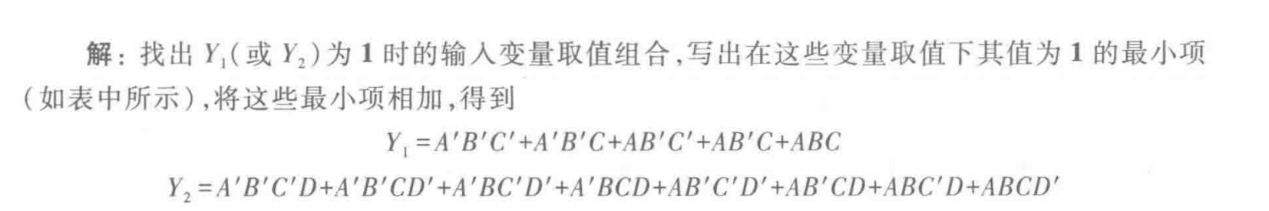 解：找出 Y₁(或 Y₂)为 1 时的输入变量取值组合,写出在这些变量取值下其值为 1 的最小项
(如表中所示),将这些最小项相加,得到
Y₁=A′B′C′+A′B′C+AB′C′+AB′C+ABC
Y₂=A′B′C′D+A′B′CD′+A′BC′D′+A′BCD+AB′C′D′+AB′CD+ABC′D+ABCD′